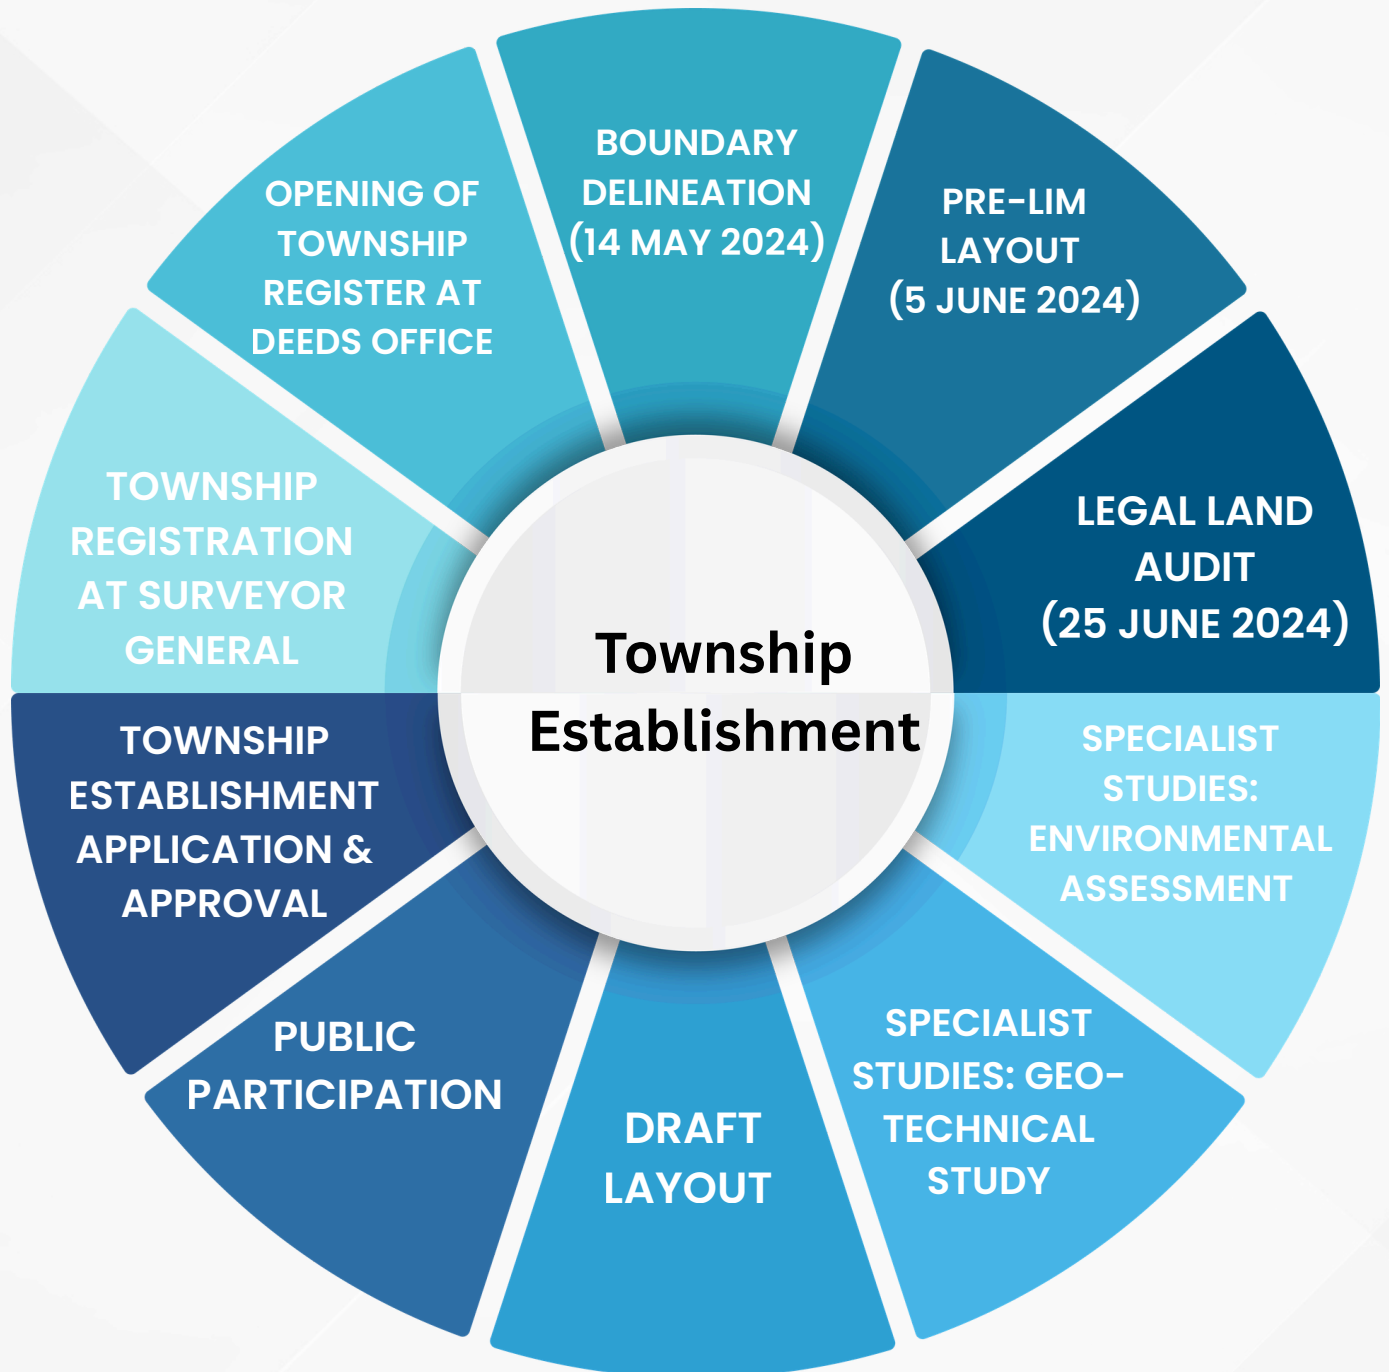 BOUNDARY
DELINEATION
(14 MAY 2024)
PRE-LIM
LAYOUT
(5 JUNE 2024)
LEGAL LAND
AUDIT
(25 JUNE 2024)
SPECIALIST
STUDIES:
ENVIRONMENTAL
ASSESSMENT
SPECIALIST
STUDIES: GEO-
TECHNICAL
STUDY
DRAFT
LAYOUT
PUBLIC
PARTICIPATION
TOWNSHIP
ESTABLISHMENT
APPLICATION &
APPROVAL
TOWNSHIP
REGISTRATION
AT SURVEYOR
GENERAL
OPENING OF
TOWNSHIP
REGISTER AT
DEEDS OFFICE
Township
Establishment